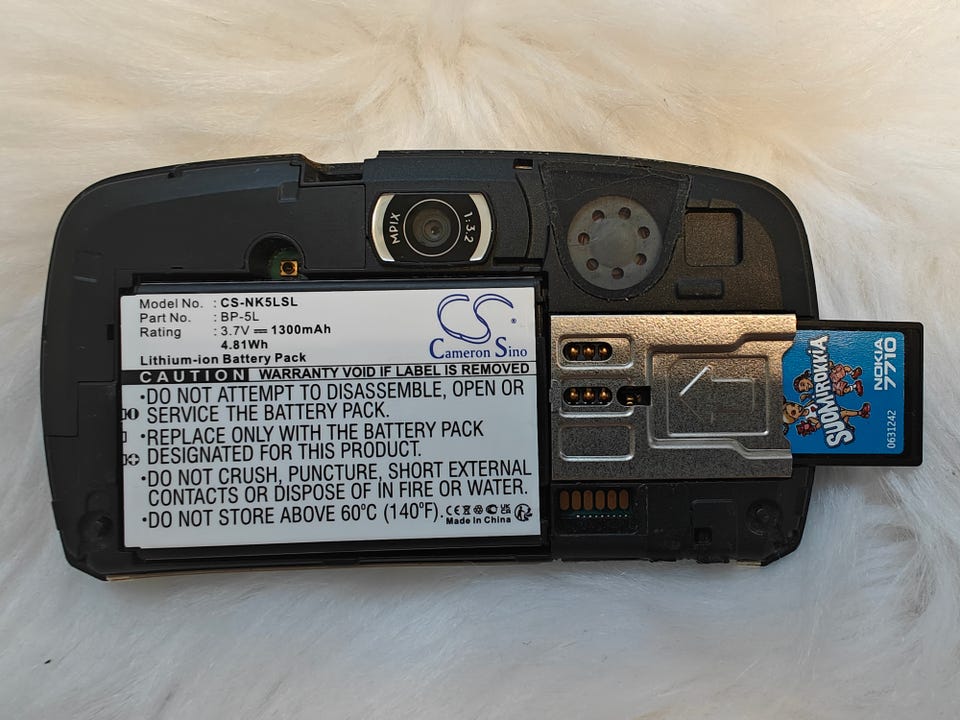 MPIX
1:3.2
Model No. : CS-NK5LSL
Part No. : BP-5L
Rating : 3.7V ⎓ 1300mAh
4.81Wh
Lithium-ion Battery Pack
CS
Cameron Sino
CAUTION WARRANTY VOID IF LABEL IS REMOVED
•DO NOT ATTEMPT TO DISASSEMBLE, OPEN OR
SERVICE THE BATTERY PACK.
•REPLACE ONLY WITH THE BATTERY PACK
DESIGNATED FOR THIS PRODUCT.
•DO NOT CRUSH, PUNCTURE, SHORT EXTERNAL
CONTACTS OR DISPOSE OF IN FIRE OR WATER.
•DO NOT STORE ABOVE 60°C (140°F).
CE
Made In China
SUOMIROKKIA
NOKIA
7710
0631242